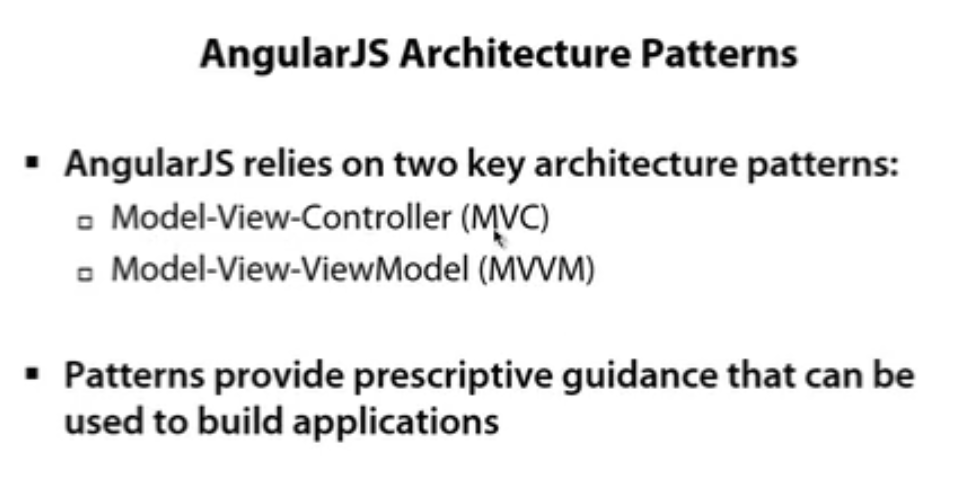 AngularJS Architecture Patterns
AngularJS relies on two key architecture patterns:
Model-View-Controller (MVC)
Model-View-ViewModel (MVVM)
Patterns provide prescriptive guidance that can be
used to build applications